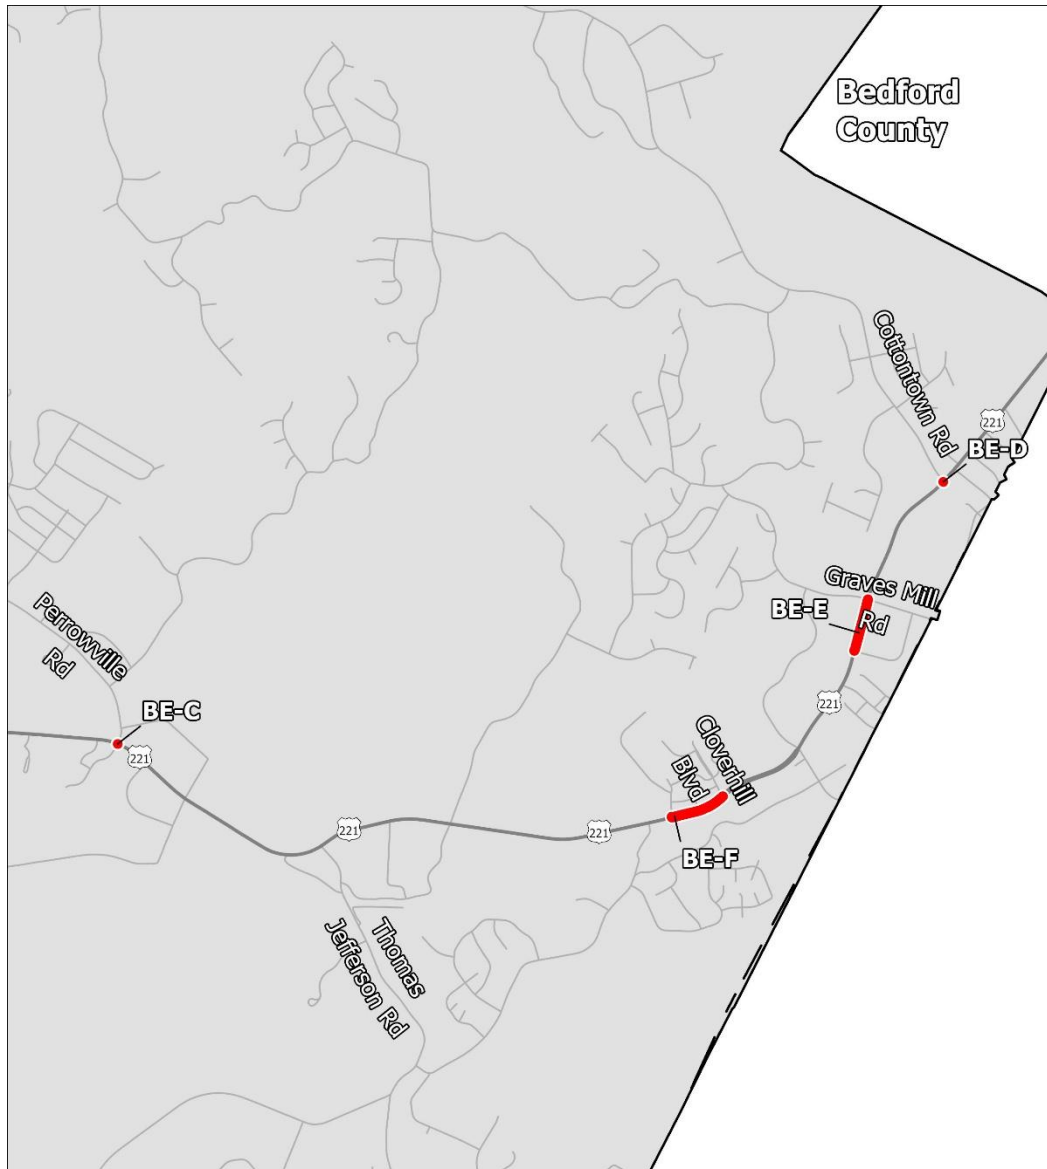 Bedford
County
Cottontown Rd
221
BE-D
Graves Mill
Rd
BE-E
Perrowville
Rd
BE-C
221
221
Cloverhill
Blvd
221
221
BE-F
Thomas
Jefferson Rd